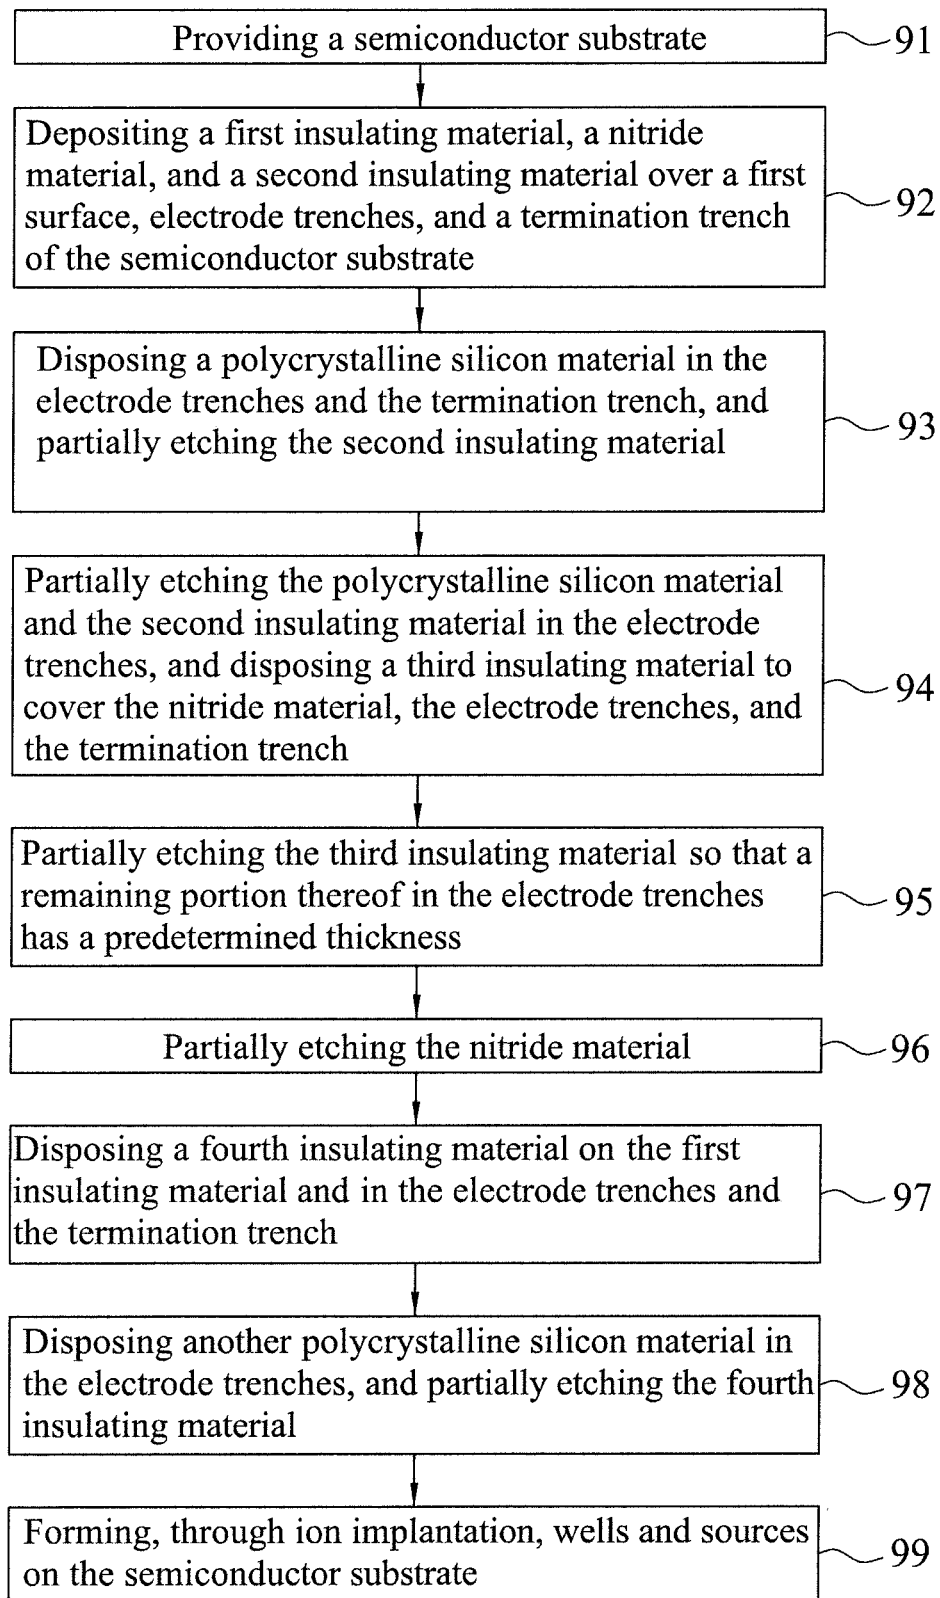 Providing a semiconductor substrate
91
Depositing a first insulating material, a nitride
material, and a second insulating material over a first
surface, electrode trenches, and a termination trench
of the semiconductor substrate
92
Disposing a polycrystalline silicon material in the
electrode trenches and the termination trench, and
partially etching the second insulating material
93
Partially etching the polycrystalline silicon material
and the second insulating material in the electrode
trenches, and disposing a third insulating material to
cover the nitride material, the electrode trenches, and
the termination trench
94
Partially etching the third insulating material so that a
remaining portion thereof in the electrode trenches
has a predetermined thickness
95
Partially etching the nitride material
96
Disposing a fourth insulating material on the first
insulating material and in the electrode trenches and
the termination trench
97
Disposing another polycrystalline silicon material in
the electrode trenches, and partially etching the fourth
insulating material
98
Forming, through ion implantation, wells and sources
on the semiconductor substrate
99